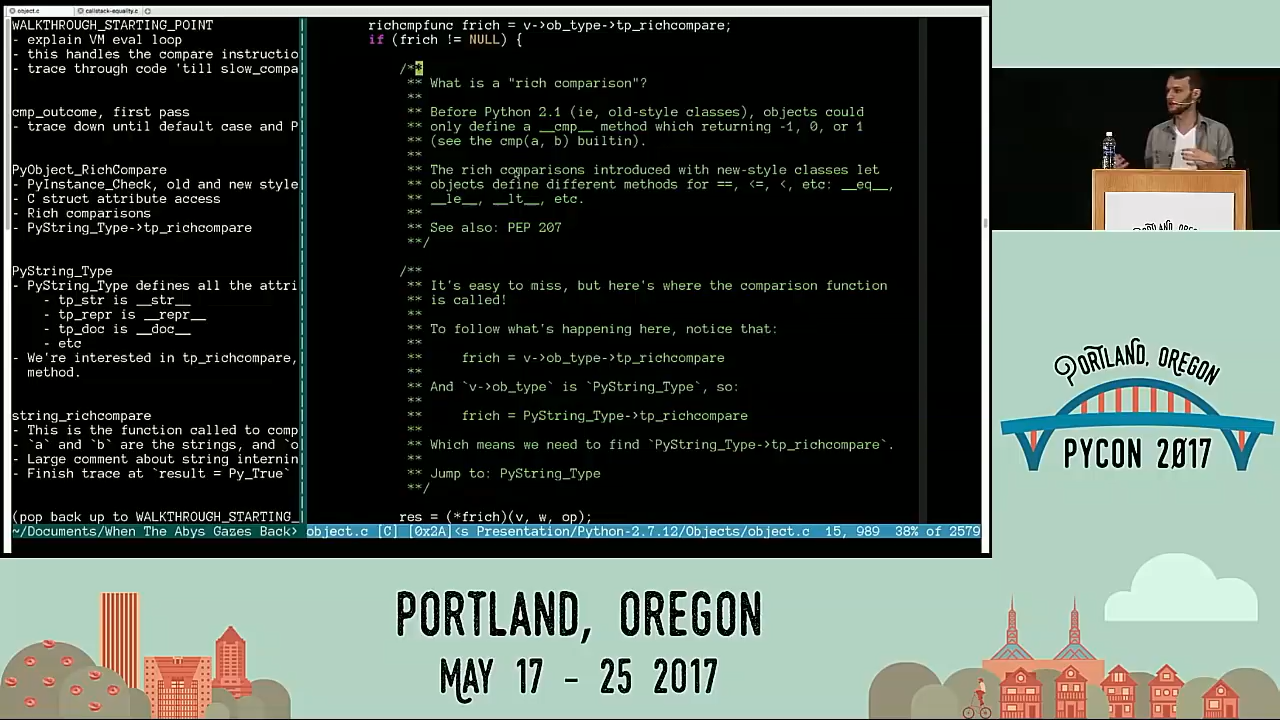 object.c
callstack-equality.c
WALKTHROUGH_STARTING_POINT
- explain VM eval loop
- this handles the compare instructio
- trace through code 'till slow_compa
cmp_outcome, first pass
- trace down until default case and P
PyObject_RichCompare
- PyInstance_Check, old and new style
- C struct attribute access
- Rich comparisons
- PyString_Type->tp_richcompare
PyString_Type
- PyString_Type defines all the attri
- tp_str is __str__
- tp_repr is __repr__
- tp_doc is __doc__
- etc
- We're interested in tp_richcompare,
method.
string_richcompare
- This is the function called to comp
- `a` and `b` are the strings, and `o
- Large comment about string internin
- Finish trace at `result = Py_True`
(pop back up to WALKTHROUGH_STARTING_
~/Documents/When The Abys Gazes Back>
richcmpfunc frich = v->ob_type->tp_richcompare;
if (frich != NULL) {
/**
** What is a "rich comparison"?
**
** Before Python 2.1 (ie, old-style classes), objects could
** only define a __cmp__ method which returning -1, 0, or 1
** (see the cmp(a, b) builtin).
**
** The rich comparisons introduced with new-style classes let
** objects define different methods for ==, <=, <, etc: __eq__,
** __le__, __lt__, etc.
**
** See also: PEP 207
**/
/**
** It's easy to miss, but here's where the comparison function
** is called!
**
** To follow what's happening here, notice that:
**
** frich = v->ob_type->tp_richcompare
**
** And `v->ob_type` is `PyString_Type`, so:
**
** frich = PyString_Type->tp_richcompare
**
** Which means we need to find `PyString_Type->tp_richcompare`.
**
** Jump to: PyString_Type
**/
res = (*frich)(v, w, op);
object.c [C] [0x2A]<s Presentation/Python-2.7.12/Objects/object.c 15, 989 38% of 2579
PORTLAND, OREGON
PORTLAND, OREGON
PYCON 2017
PORTLAND, OREGON
MAY 17 - 25 2017